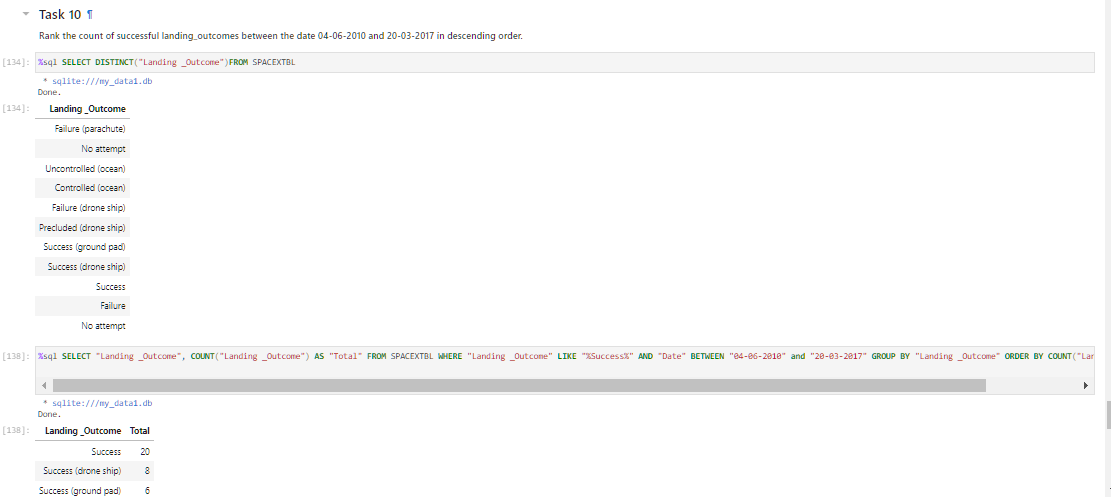 Task 10 ¶
Rank the count of successful landing_outcomes between the date 04-06-2010 and 20-03-2017 in descending order.
[134]: %sql SELECT DISTINCT("Landing _Outcome")FROM SPACEXTBL
* sqlite:///my_data1.db
Done.
[134]: Landing _Outcome
Failure (parachute)
No attempt
Uncontrolled (ocean)
Controlled (ocean)
Failure (drone ship)
Precluded (drone ship)
Success (ground pad)
Success (drone ship)
Success
Failure
No attempt
[138]: %sql SELECT "Landing _Outcome", COUNT("Landing _Outcome") AS "Total" FROM SPACEXTBL WHERE "Landing _Outcome" LIKE "%Success%" AND "Date" BETWEEN "04-06-2010" and "20-03-2017" GROUP BY "Landing _Outcome" ORDER BY COUNT("Lan
* sqlite:///my_data1.db
Done.
[138]: Landing _Outcome Total
Success 20
Success (drone ship) 8
Success (ground pad) 6